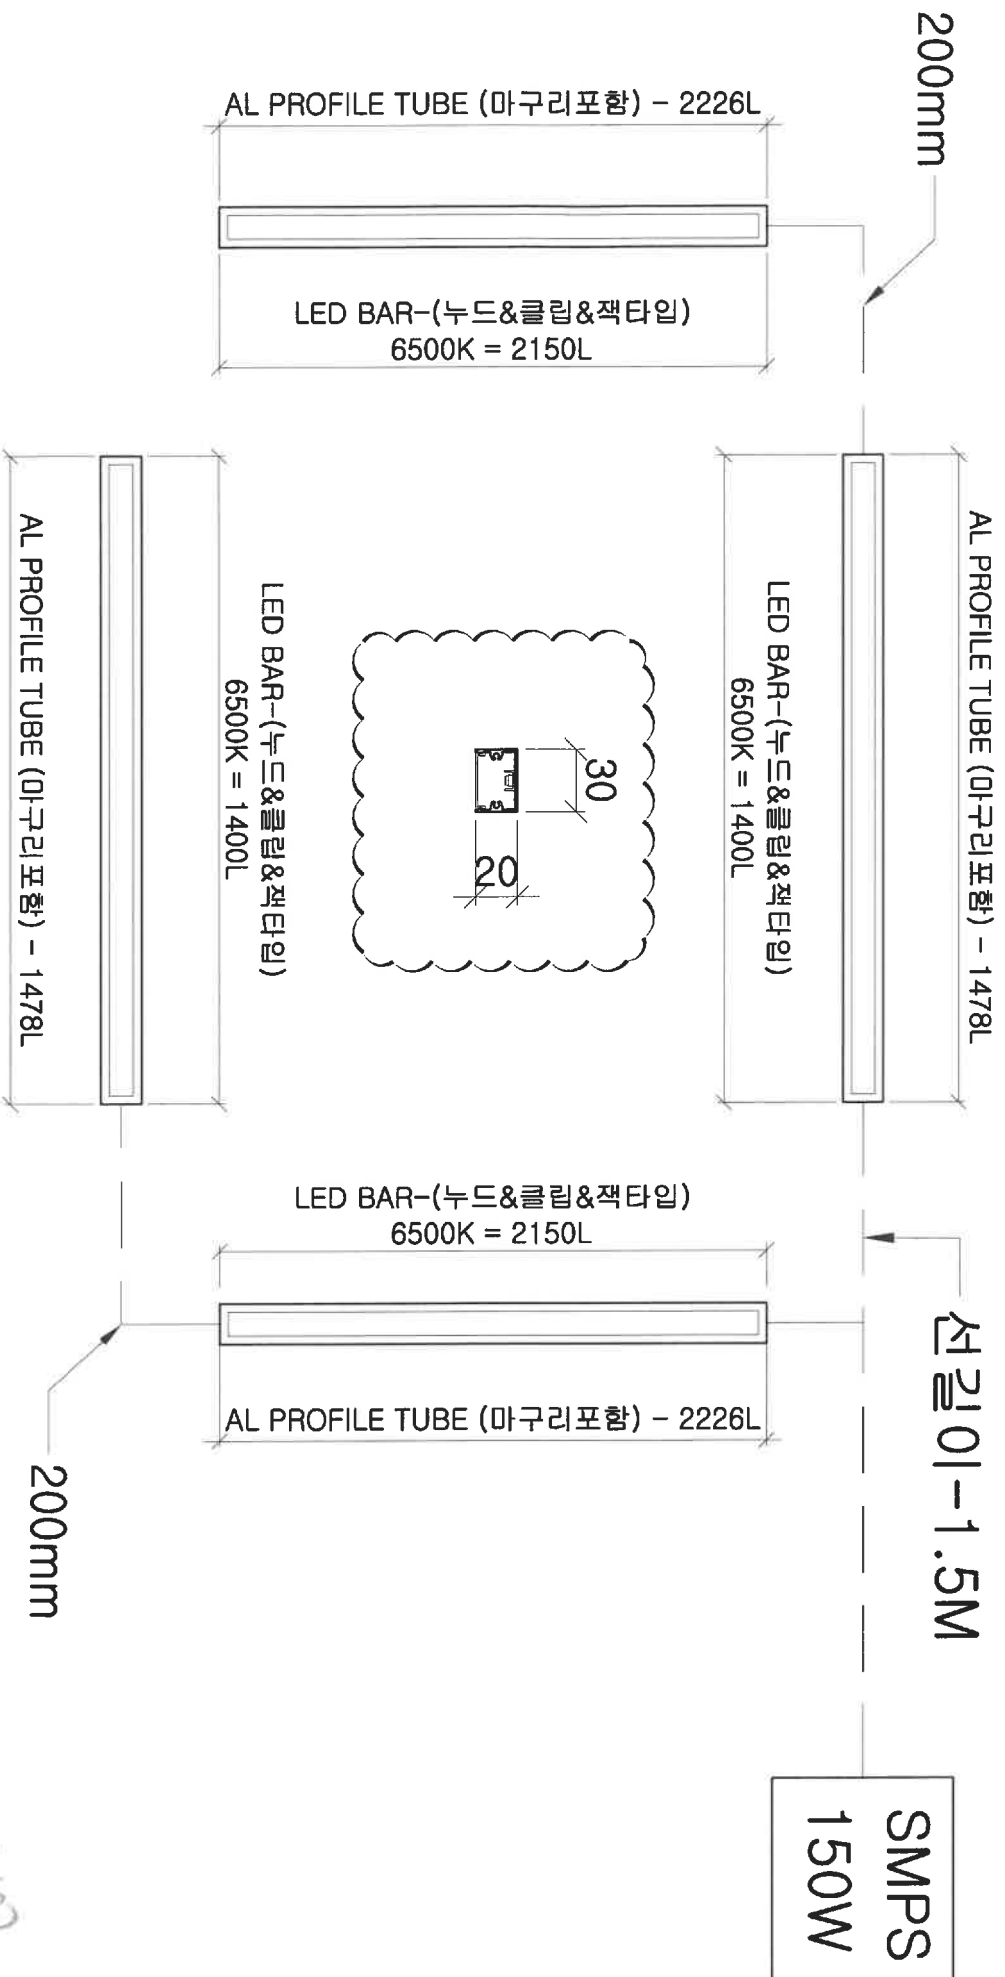 200mm
AL PROFILE TUBE (마구리포함) - 2226L
LED BAR-(누드&클립&잭타입)
6500K = 2150L
AL PROFILE TUBE (마구리포함) - 1478L
LED BAR-(누드&클립&잭타입)
6500K = 1400L
30
20
LED BAR-(누드&클립&잭타입)
6500K = 1400L
AL PROFILE TUBE (마구리포함) - 1478L
LED BAR-(누드&클립&잭타입)
6500K = 2150L
AL PROFILE TUBE (마구리포함) - 2226L
선길이-1.5M
200mm
SMPS
150W